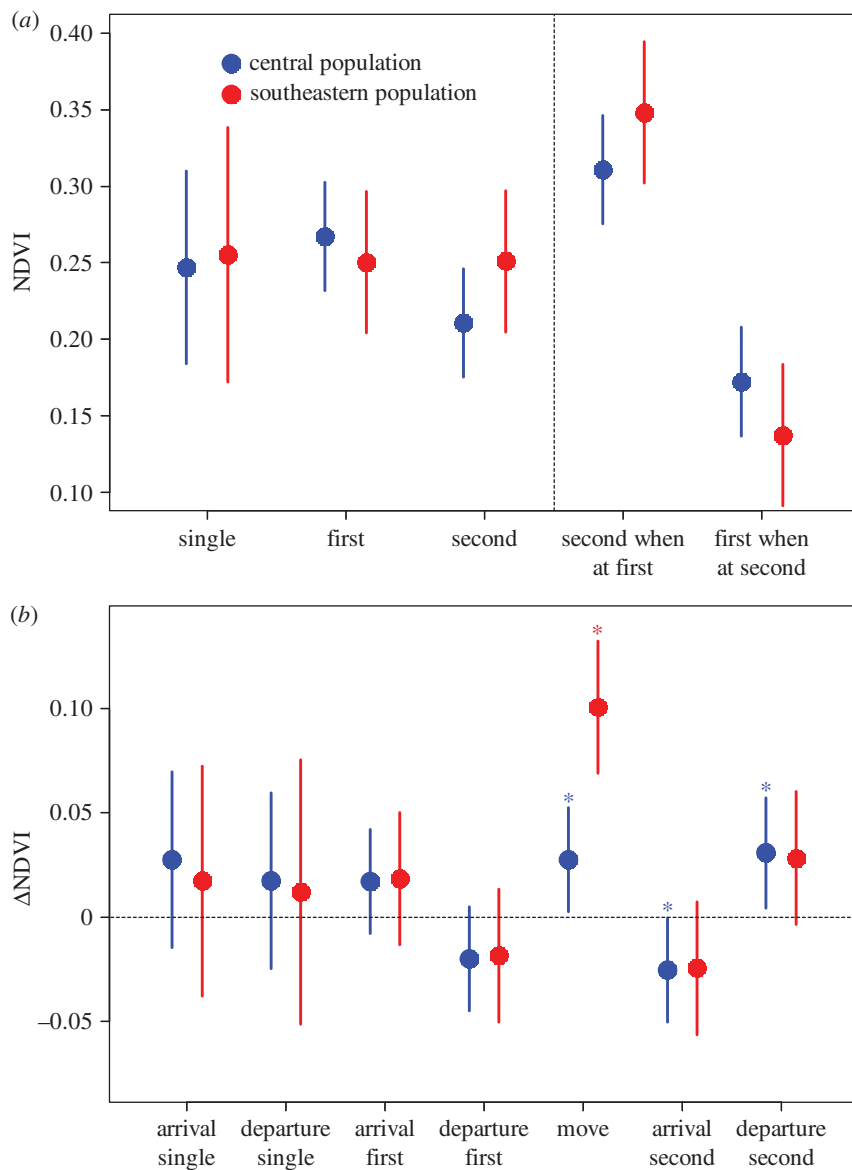 (a)
0.40
0.35
0.30
0.25
0.20
0.15
0.10
NDVI
central population
southeastern population
single first second second when at first first when at second
(b)
0.10
0.05
0
–0.05
ΔNDVI
*
*
*
*
arrival single departure single arrival first departure first move arrival second departure second